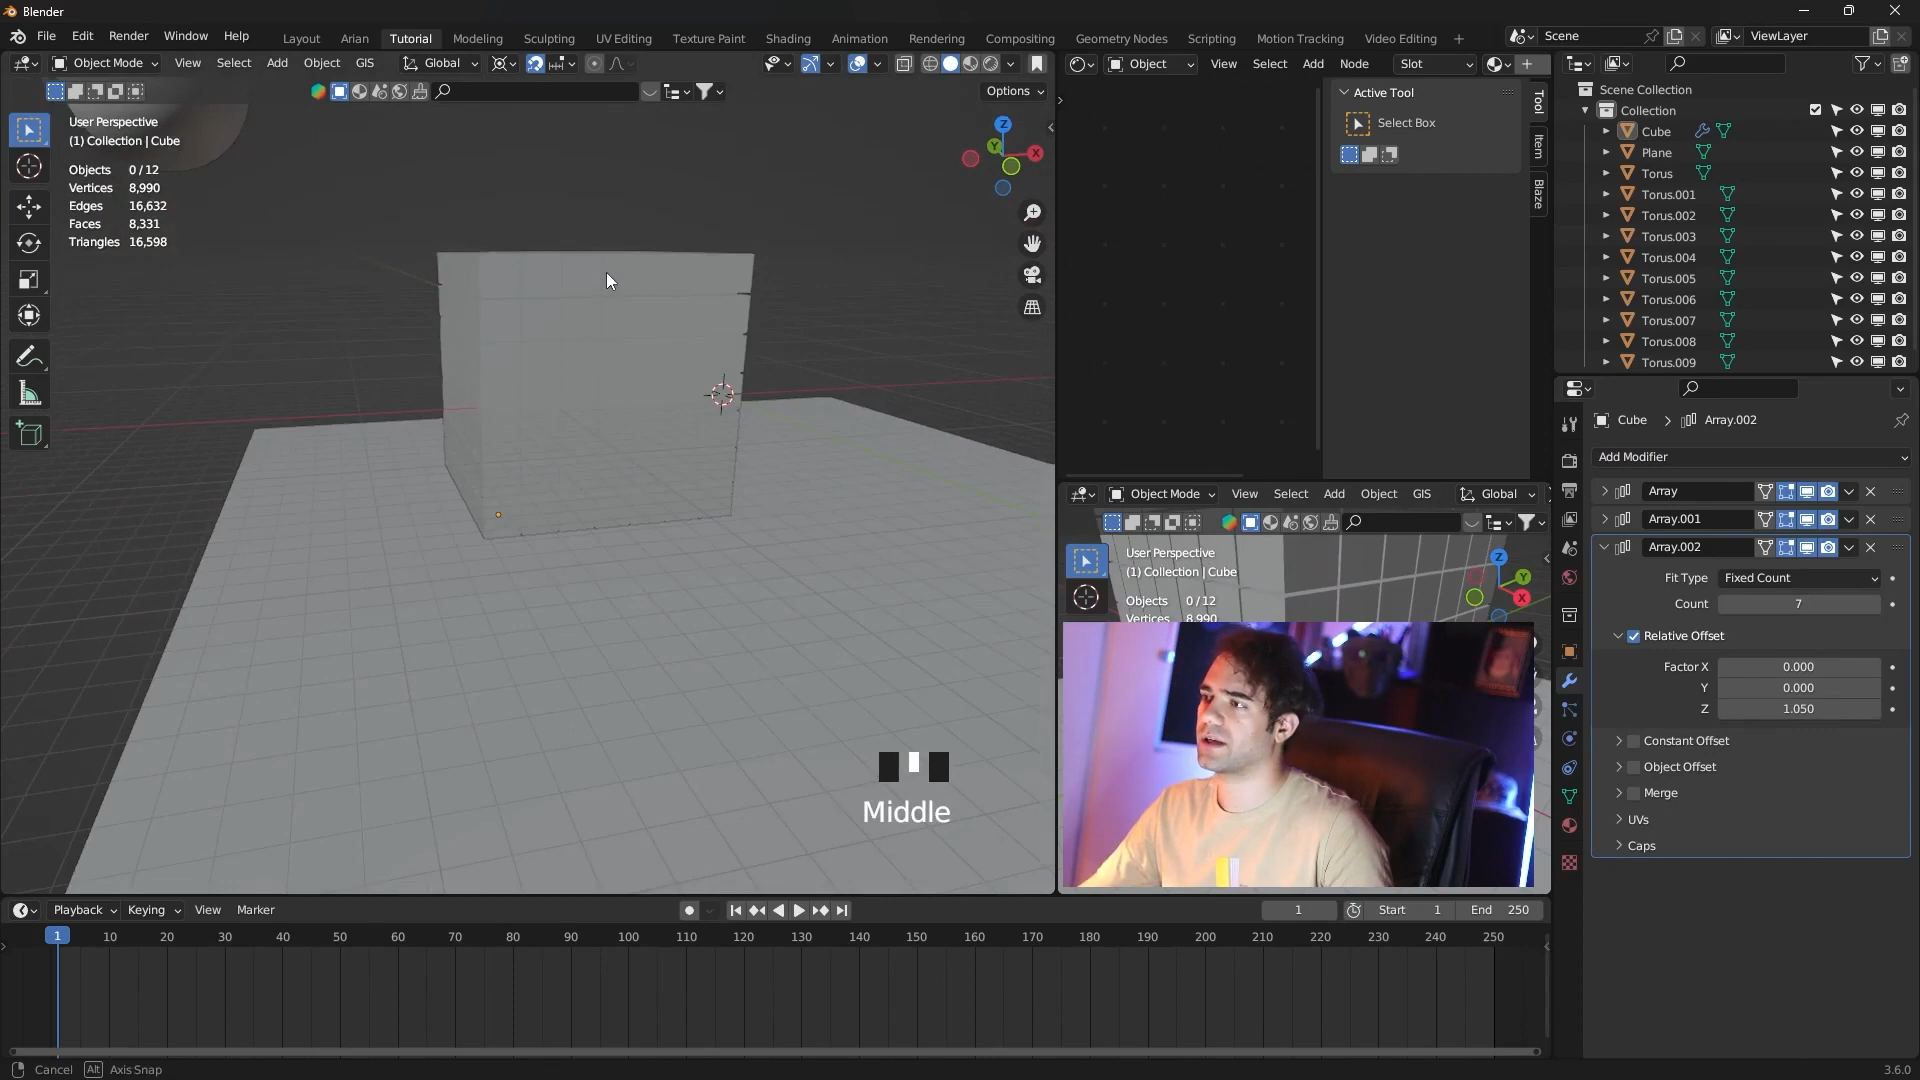 Blender
File Edit Render Window Help Layout Arian Tutorial Modeling Sculpting UV Editing Texture Paint Shading Animation Rendering Compositing Geometry Nodes Scripting Motion Tracking Video Editing + Scene ViewLayer
Object Mode View Select Add Object GIS Global
Options
User Perspective
(1) Collection | Cube
Objects 0/12
Vertices 8,990
Edges 16,632
Faces 8,331
Triangles 16,598
Z
Y
X
Middle
Object View Select Add Node Slot
Active Tool
Select Box
Tool
Item
Blaze
Object Mode View Select Add Object GIS Global
User Perspective
(1) Collection | Cube
Objects 0/12
Vertices 8,990
Z
Y
X
Scene Collection
Collection
Cube
Plane
Torus
Torus.001
Torus.002
Torus.003
Torus.004
Torus.005
Torus.006
Torus.007
Torus.008
Torus.009
Cube > Array.002
Add Modifier
Array
Array.001
Array.002
Fit Type Fixed Count
Count 7
Relative Offset
Factor X 0.000
Y 0.000
Z 1.050
Constant Offset
Object Offset
Merge
UVs
Caps
Playback Keying View Marker 1 Start 1 End 250
1 10 20 30 40 50 60 70 80 90 100 110 120 130 140 150 160 170 180 190 200 210 220 230 240 250
Cancel Alt Axis Snap 3.6.0